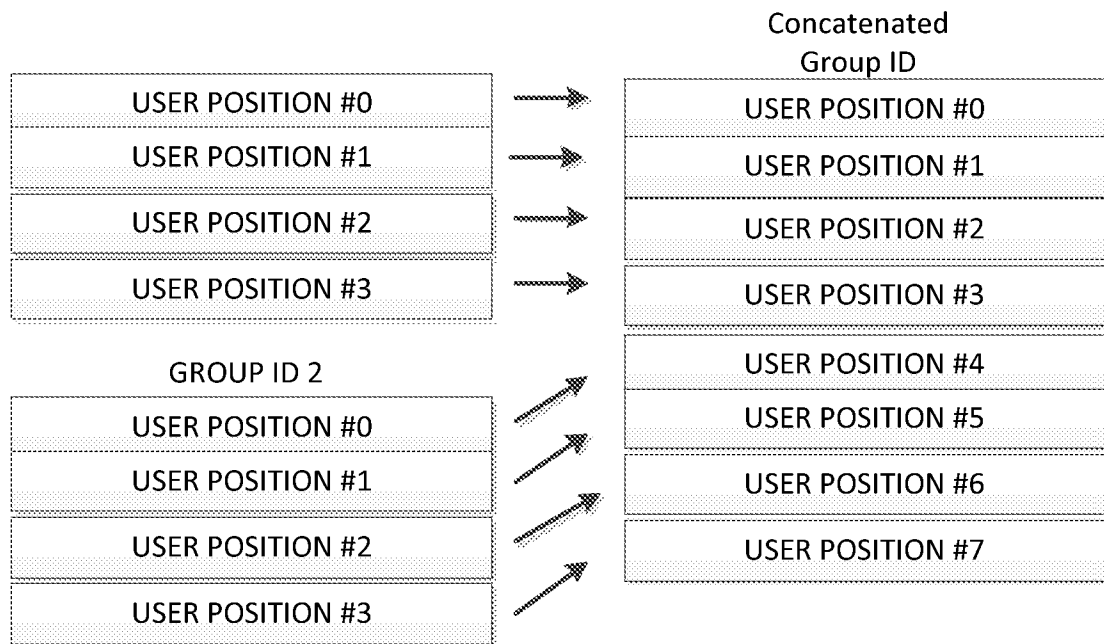 USER POSITION #0
USER POSITION #1
USER POSITION #2
USER POSITION #3
GROUP ID 2
USER POSITION #0
USER POSITION #1
USER POSITION #2
USER POSITION #3
Concatenated
Group ID
USER POSITION #0
USER POSITION #1
USER POSITION #2
USER POSITION #3
USER POSITION #4
USER POSITION #5
USER POSITION #6
USER POSITION #7